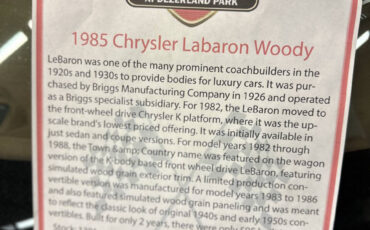 AT DEZERLAND PARK
1985 Chrysler Labaron Woody
LeBaron was one of the many prominent coachbuilders in the
1920s and 1930s to provide bodies for luxury cars. It was pur-
chased by Briggs Manufacturing Company in 1926 and operated
as a Briggs specialist subsidiary. For 1982, the LeBaron moved to
the front-wheel drive Chrysler K platform, where it was the up-
scale brand's lowest priced offering. It was initially available in
just sedan and coupe versions. For model years 1982 through
1988, the Town &amp; Country name was featured on the wagon
version of the K-body based front wheel drive LeBaron, featuring
simulated wood grain exterior trim. A limited production con-
vertible version was manufactured for model years 1983 to 1986
and also featured simulated wood grain paneling and was meant
to reflect the classic look of original 1940s and early 1950s con-
vertibles. Built for only 2 years, there were only
Stock: